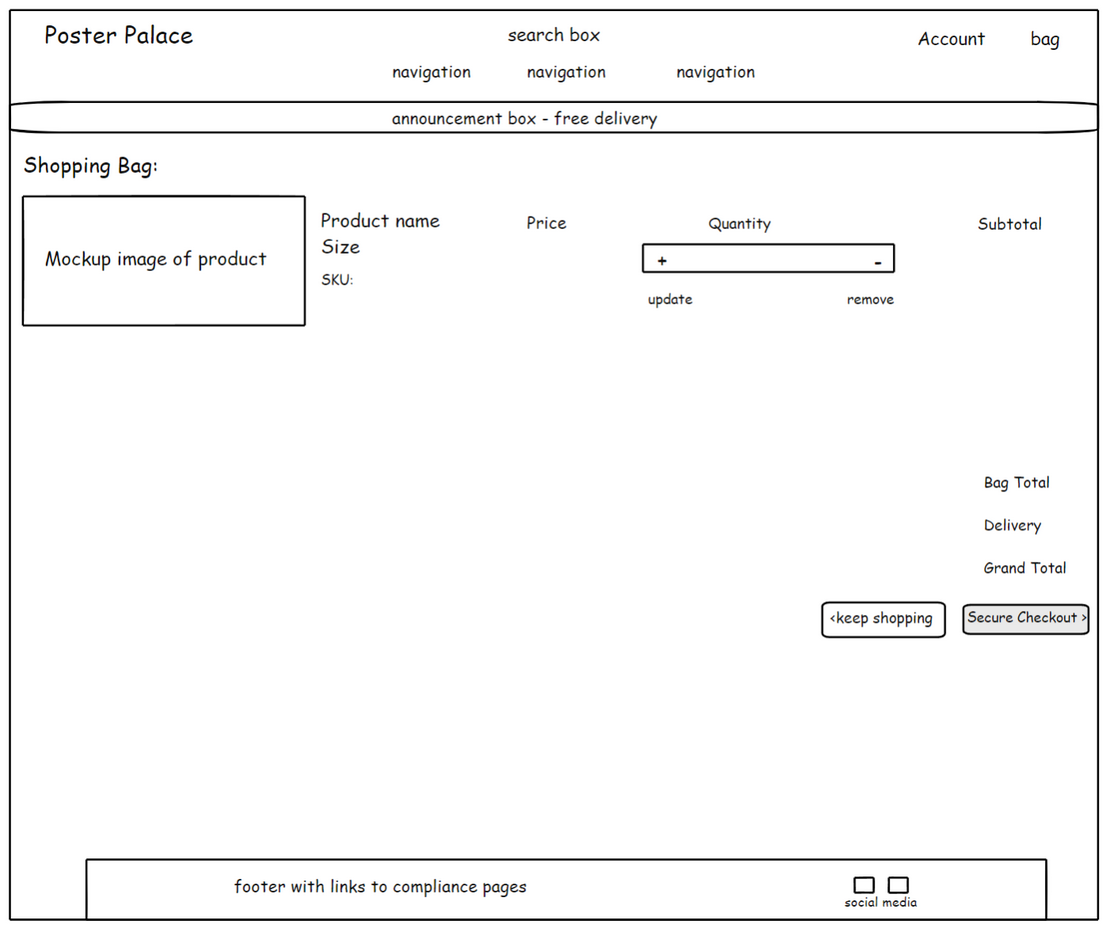 Poster Palace
search box
Account
bag
navigation
navigation
navigation
announcement box - free delivery
Shopping Bag:
Mockup image of product
Product name
Size
SKU:
Price
Quantity
+
-
update
remove
Subtotal
Bag Total
Delivery
Grand Total
<keep shopping
Secure Checkout >
footer with links to compliance pages
social media